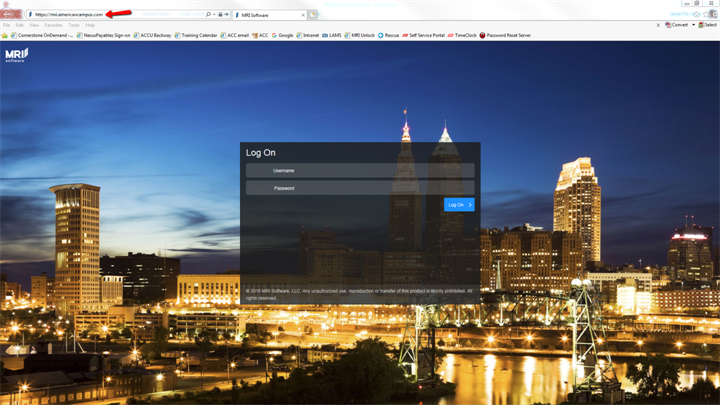 https://mri.americancampus.com
MRI Software
File Edit View Favorites Tools Help
Convert Select
Cornerstone OnDemand - ... NexusPayables Sign-on ACCU Backway Training Calendar ACC email ACC Google Intranet LAMS MRI Unlock Rescue Self Service Portal TimeClock Password Reset Server
MRI
software
Log On
Username
Password
Log On
© 2016 MRI Software, LLC. Any unauthorized use, reproduction or transfer of this product is strictly prohibited. All
rights reserved.